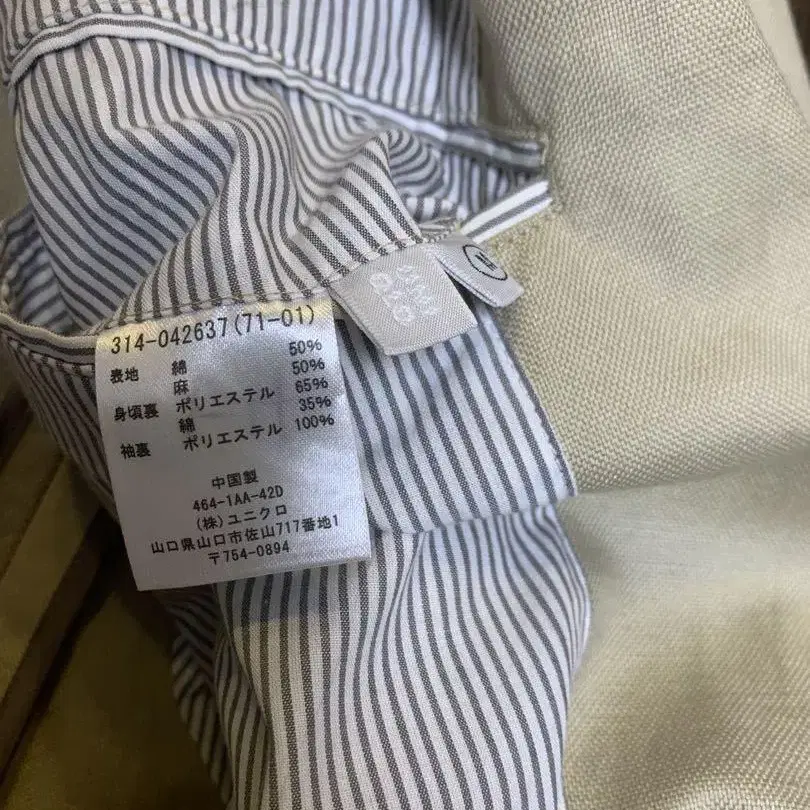 314-042637(71-01)
表地 綿 50%
麻 50%
身頃裏 ポリエステル 65%
綿 35%
袖裏 ポリエステル 100%
中国製
464-1AA-42D
(株)ユニクロ
山口県山口市佐山717番地1
〒754-0894
UNI
QLO
M